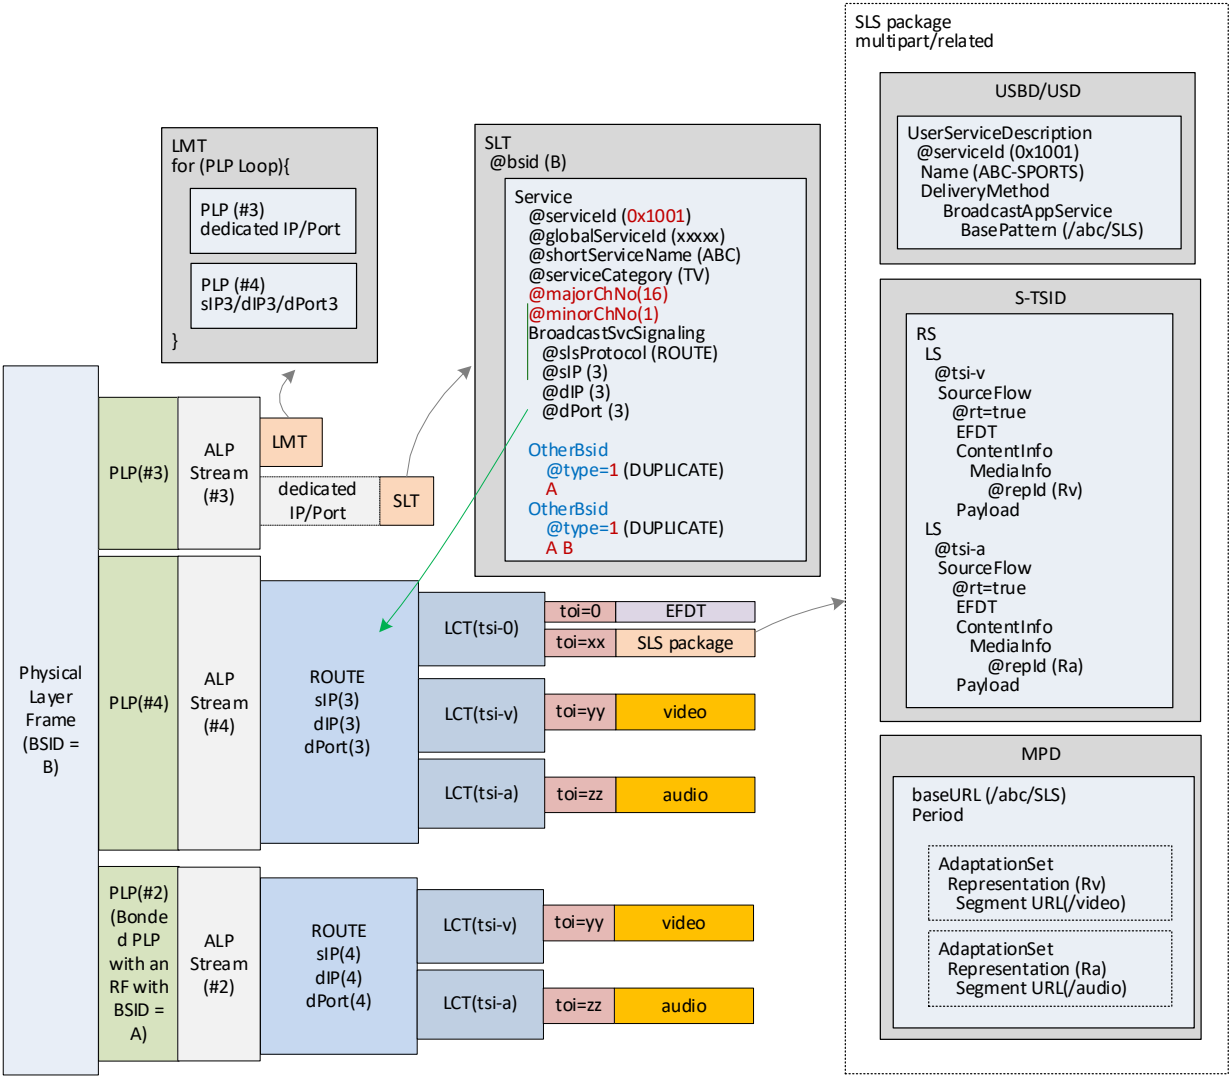 SLS package
multipart/related
USBD/USD
UserServiceDescription
@serviceId (0x1001)
Name (ABC-SPORTS)
DeliveryMethod
BroadcastAppService
BasePattern (/abc/SLS)
S-TSID
RS
LS
@tsi-v
SourceFlow
@rt=true
EFDT
ContentInfo
MediaInfo
@repId (Rv)
Payload
LS
@tsi-a
SourceFlow
@rt=true
EFDT
ContentInfo
MediaInfo
@repId (Ra)
Payload
MPD
baseURL (/abc/SLS)
Period
AdaptationSet
Representation (Rv)
Segment URL(/video)
AdaptationSet
Representation (Ra)
Segment URL(/audio)
LMT
for (PLP Loop){
PLP (#3)
dedicated IP/Port
PLP (#4)
sIP3/dIP3/dPort3
}
SLT
@bsid (B)
Service
@serviceId (0x1001)
@globalServiceId (xxxxx)
@shortServiceName (ABC)
@serviceCategory (TV)
@majorChNo(16)
@minorChNo(1)
BroadcastSvcSignaling
@slsProtocol (ROUTE)
@sIP (3)
@dIP (3)
@dPort (3)
OtherBsid
@type=1 (DUPLICATE)
A
OtherBsid
@type=1 (DUPLICATE)
A B
Physical
Layer
Frame
(BSID =
B)
PLP(#3)
ALP
Stream
(#3)
LMT
dedicated
IP/Port
SLT
PLP(#4)
ALP
Stream
(#4)
ROUTE
sIP(3)
dIP(3)
dPort(3)
LCT(tsi-0)
toi=0
EFDT
toi=xx
SLS package
LCT(tsi-v)
toi=yy
video
LCT(tsi-a)
toi=zz
audio
PLP(#2)
(Bonde
d PLP
with an
RF with
BSID =
A)
ALP
Stream
(#2)
ROUTE
sIP(4)
dIP(4)
dPort(4)
LCT(tsi-v)
toi=yy
video
LCT(tsi-a)
toi=zz
audio